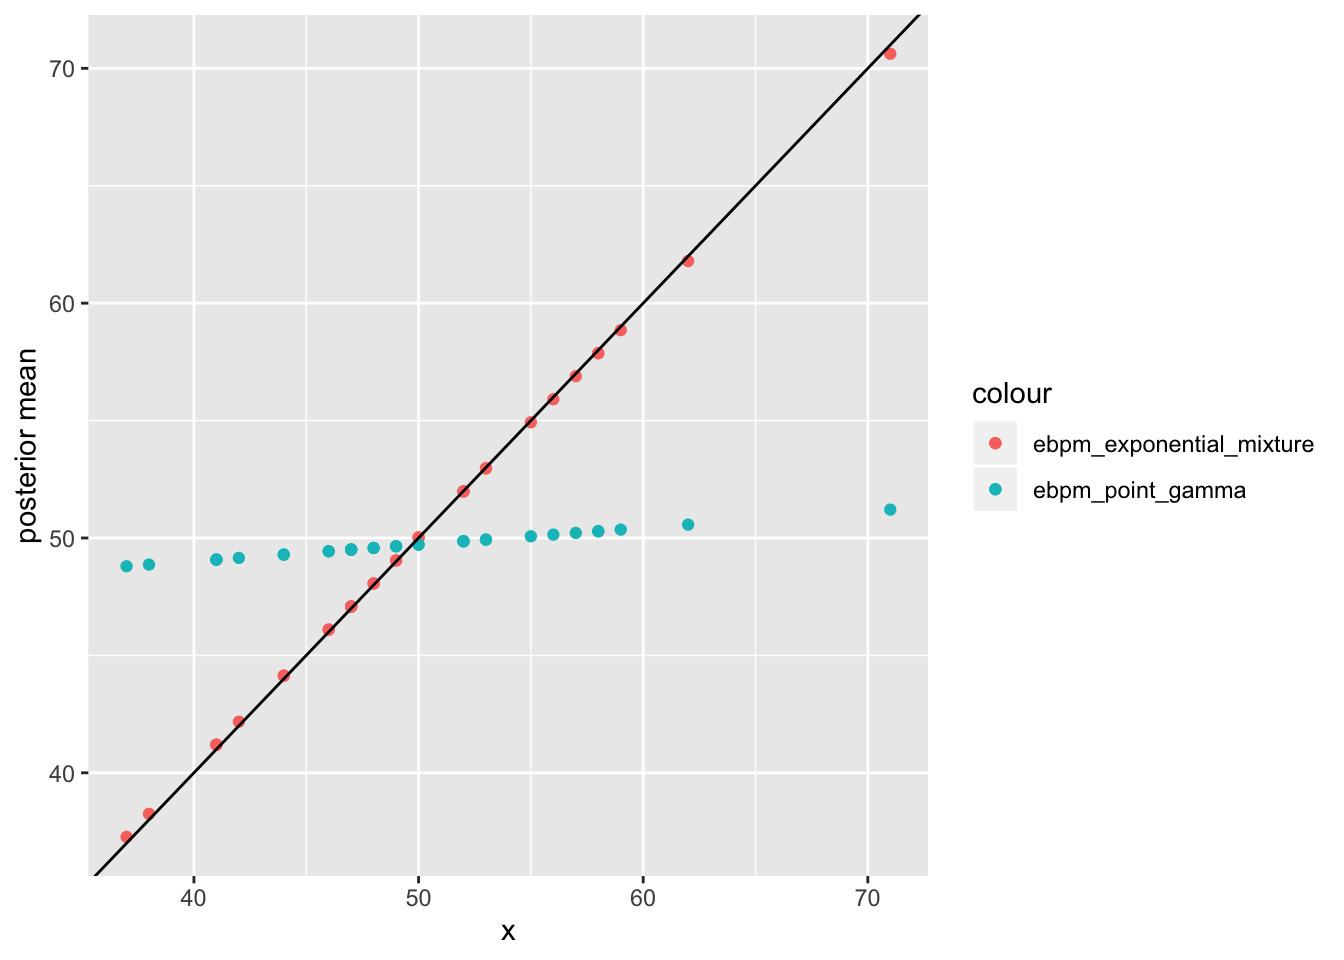 70
60
50
40
posterior mean
40 50 60 70
x
colour
ebpm_exponential_mixture
ebpm_point_gamma